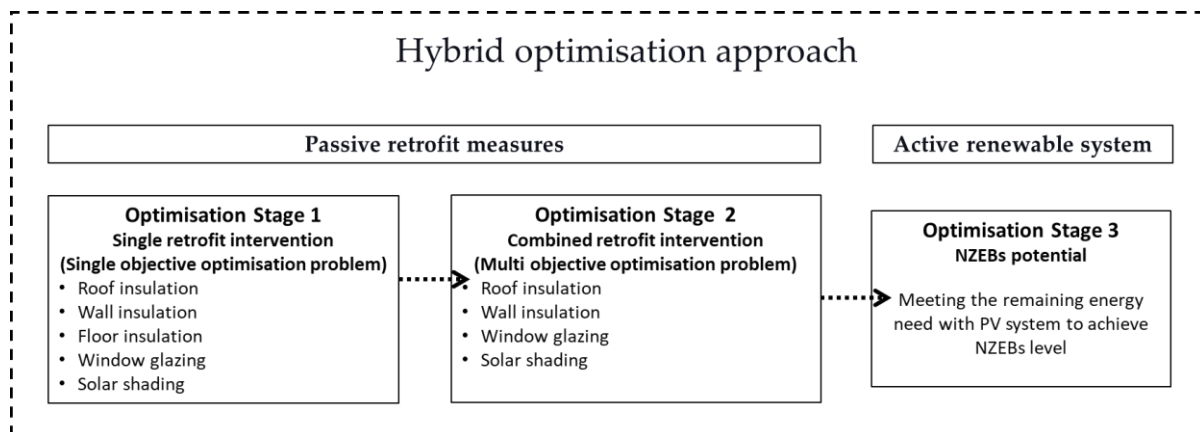 Hybrid optimisation approach
Passive retrofit measures
Active renewable system
Optimisation Stage 1
Single retrofit intervention
(Single objective optimisation problem)
• Roof insulation
• Wall insulation
• Floor insulation
• Window glazing
• Solar shading
Optimisation Stage 2
Combined retrofit intervention
(Multi objective optimisation problem)
• Roof insulation
• Wall insulation
• Window glazing
• Solar shading
Optimisation Stage 3
NZEBs potential
Meeting the remaining energy
need with PV system to achieve
NZEBs level